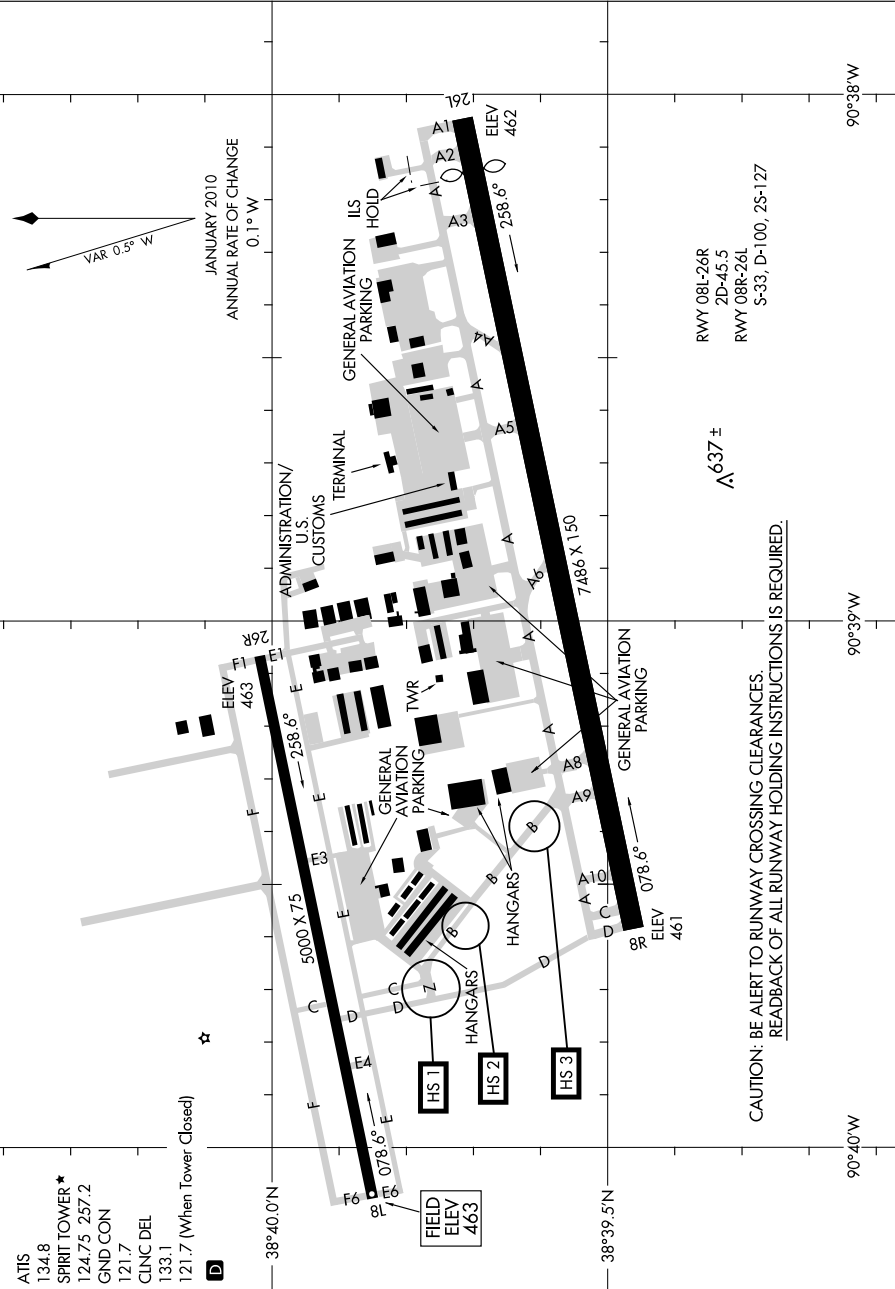 ATIS
134.8
SPIRIT TOWER★
124.75 257.2
GND CON
121.7
CLNC DEL
133.1
121.7 (When Tower Closed)
D
VAR 0.5° W
JANUARY 2010
ANNUAL RATE OF CHANGE
0.1° W
38°40.0'N
38°39.5'N
90°40'W
90°39'W
90°38'W
F
F
F1
F6
8L
E6
E
E4
D
C
5000 X 75
078.6°
258.6°
26R
E1
E
E
E3
E
ELEV
463
FIELD
ELEV
463
C
D
Z
B
B
B
D
HS 1
HS 2
HS 3
HANGARS
HANGARS
GENERAL
AVIATION
PARKING
TWR
ADMINISTRATION/
U.S.
CUSTOMS
TERMINAL
GENERAL AVIATION
PARKING
ILS
HOLD
GENERAL AVIATION
PARKING
D
C
A
A10
A9
A8
A
A
A6
A
A5
A
A4
A3
A
A2
A1
26L
ELEV
462
258.6°
7486 X 150
078.6°
8R
ELEV
461
637 ±
RWY 08L-26R
2D-45.5
RWY 08R-26L
S-33, D-100, 2S-127
CAUTION: BE ALERT TO RUNWAY CROSSING CLEARANCES.
READBACK OF ALL RUNWAY HOLDING INSTRUCTIONS IS REQUIRED.